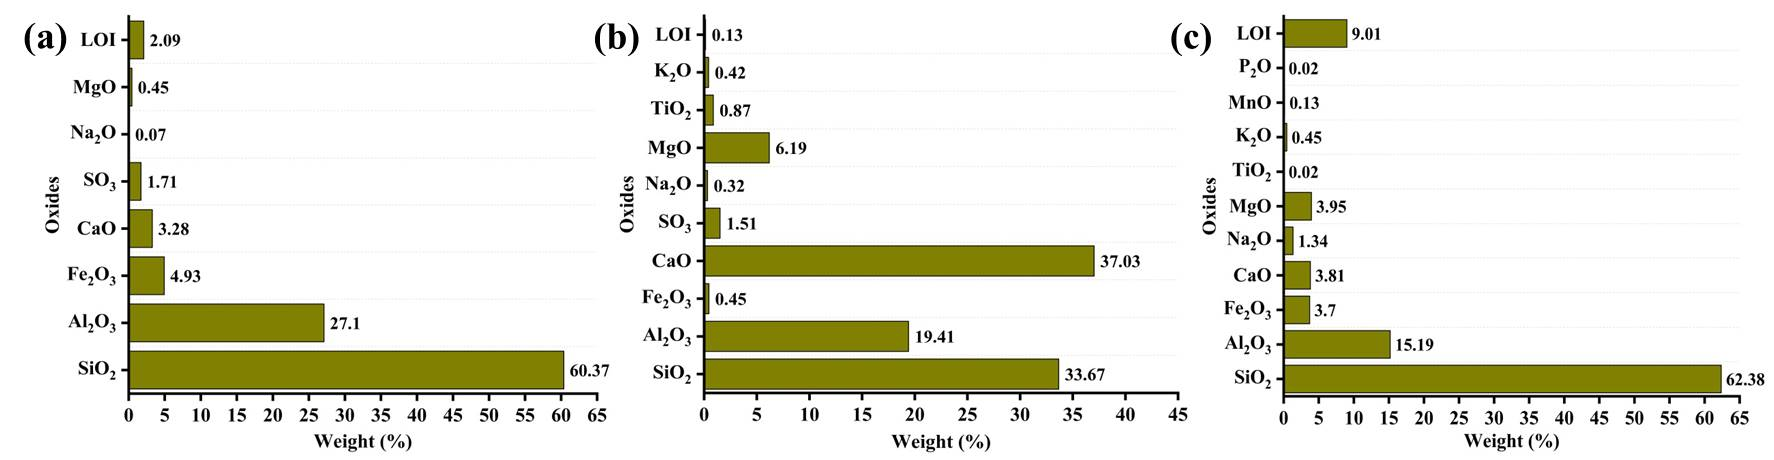 (a)
Oxides
LOI 2.09
MgO 0.45
Na₂O 0.07
SO₃ 1.71
CaO 3.28
Fe₂O₃ 4.93
Al₂O₃ 27.1
SiO₂ 60.37
0 5 10 15 20 25 30 35 40 45 50 55 60 65
Weight (%)
(b)
Oxides
LOI 0.13
K₂O 0.42
TiO₂ 0.87
MgO 6.19
Na₂O 0.32
SO₃ 1.51
CaO 37.03
Fe₂O₃ 0.45
Al₂O₃ 19.41
SiO₂ 33.67
0 5 10 15 20 25 30 35 40 45
Weight (%)
(c)
Oxides
LOI 9.01
P₂O 0.02
MnO 0.13
K₂O 0.45
TiO₂ 0.02
MgO 3.95
Na₂O 1.34
CaO 3.81
Fe₂O₃ 3.7
Al₂O₃ 15.19
SiO₂ 62.38
0 5 10 15 20 25 30 35 40 45 50 55 60 65
Weight (%)